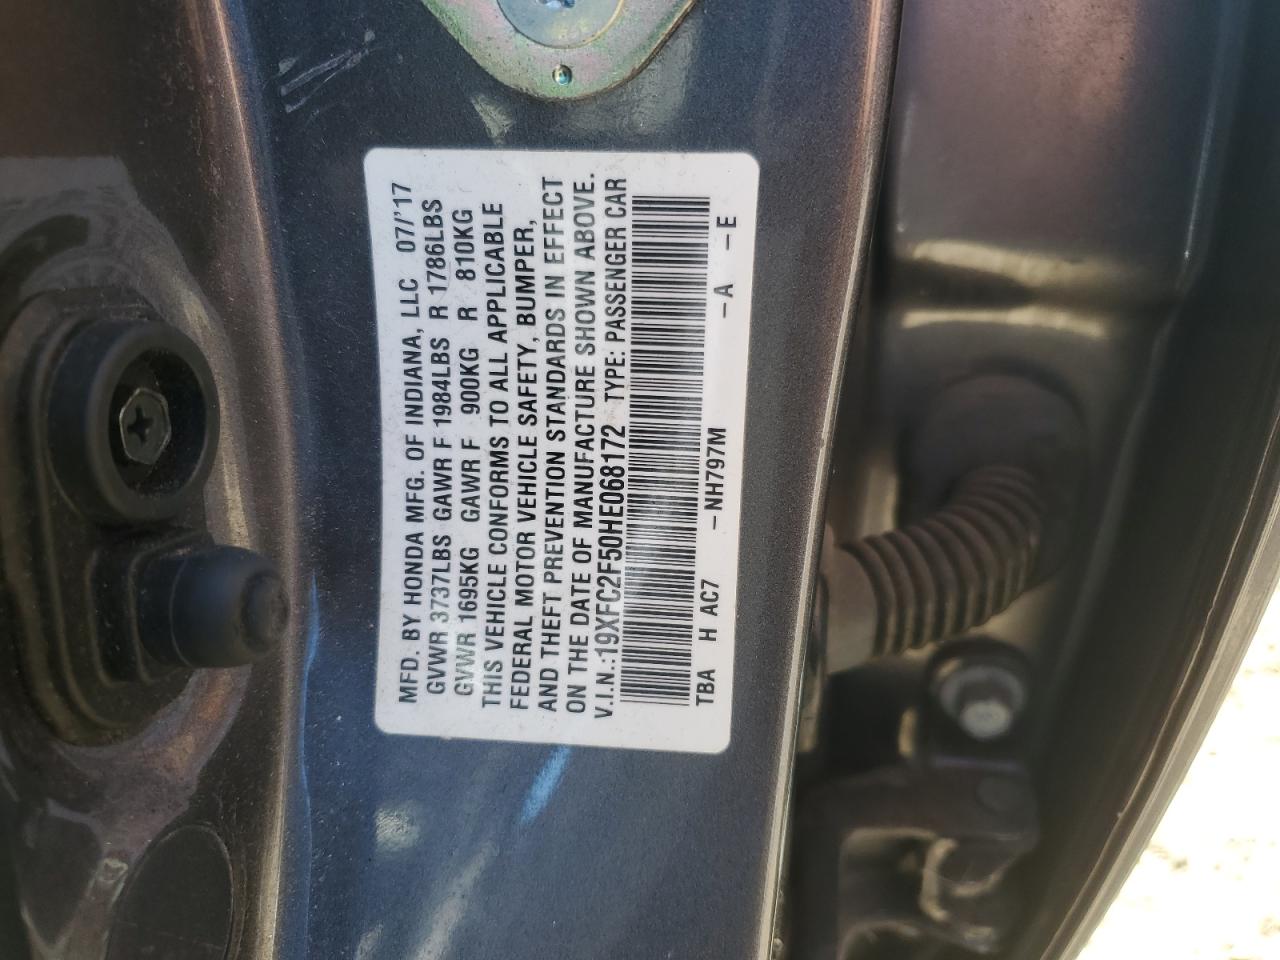 MFD. BY HONDA MFG. OF INDIANA, LLC 07/'17
GVWR 3737LBS GAWR F 1984LBS R 1786LBS
GVWR 1695KG GAWR F 900KG R 810KG
THIS VEHICLE CONFORMS TO ALL APPLICABLE
FEDERAL MOTOR VEHICLE SAFETY, BUMPER,
AND THEFT PREVENTION STANDARDS IN EFFECT
ON THE DATE OF MANUFACTURE SHOWN ABOVE.
V.I.N.:19XFC2F50HE068172 TYPE: PASSENGER CAR
TBA H AC7 -NH797M -A -E